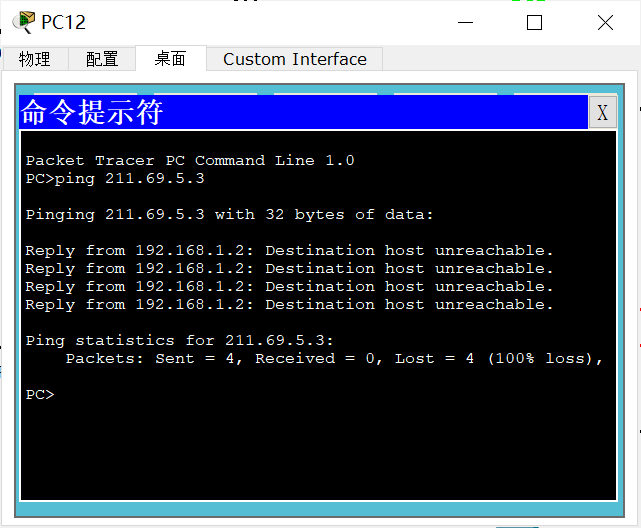 PC12
物理 配置 桌面 Custom Interface
命令提示符 X
Packet Tracer PC Command Line 1.0
PC>ping 211.69.5.3
Pinging 211.69.5.3 with 32 bytes of data:
Reply from 192.168.1.2: Destination host unreachable.
Reply from 192.168.1.2: Destination host unreachable.
Reply from 192.168.1.2: Destination host unreachable.
Reply from 192.168.1.2: Destination host unreachable.
Ping statistics for 211.69.5.3:
Packets: Sent = 4, Received = 0, Lost = 4 (100% loss),
PC>